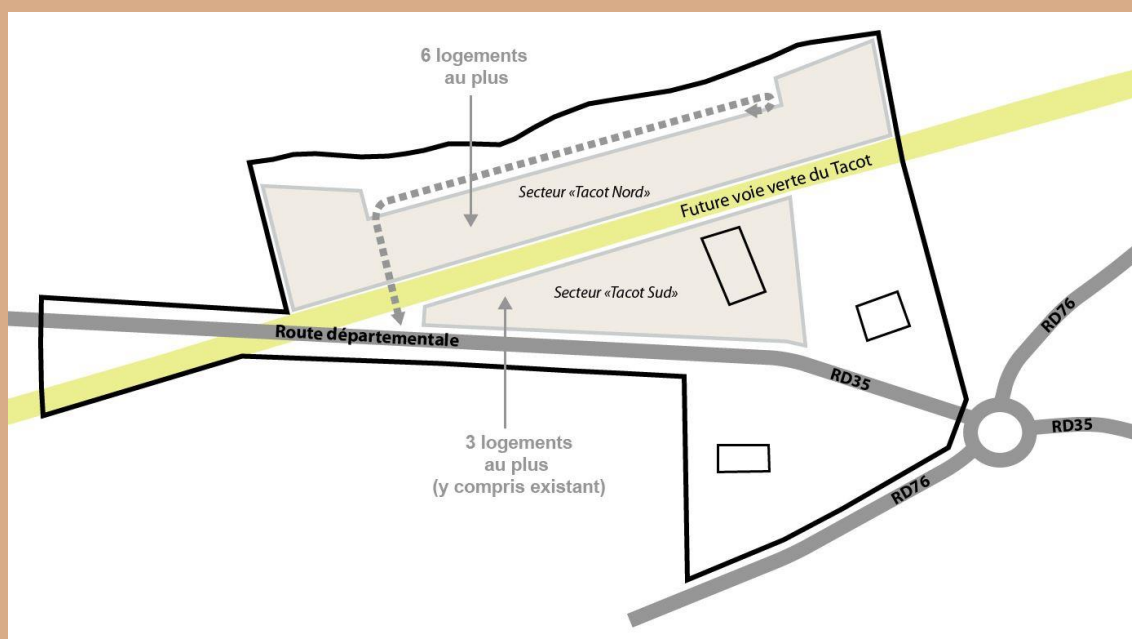 6 logements
au plus
Secteur «Tacot Nord»
Future voie verte du Tacot
Secteur «Tacot Sud»
Route départementale
RD35
RD76
RD35
RD76
3 logements
au plus
(y compris existant)